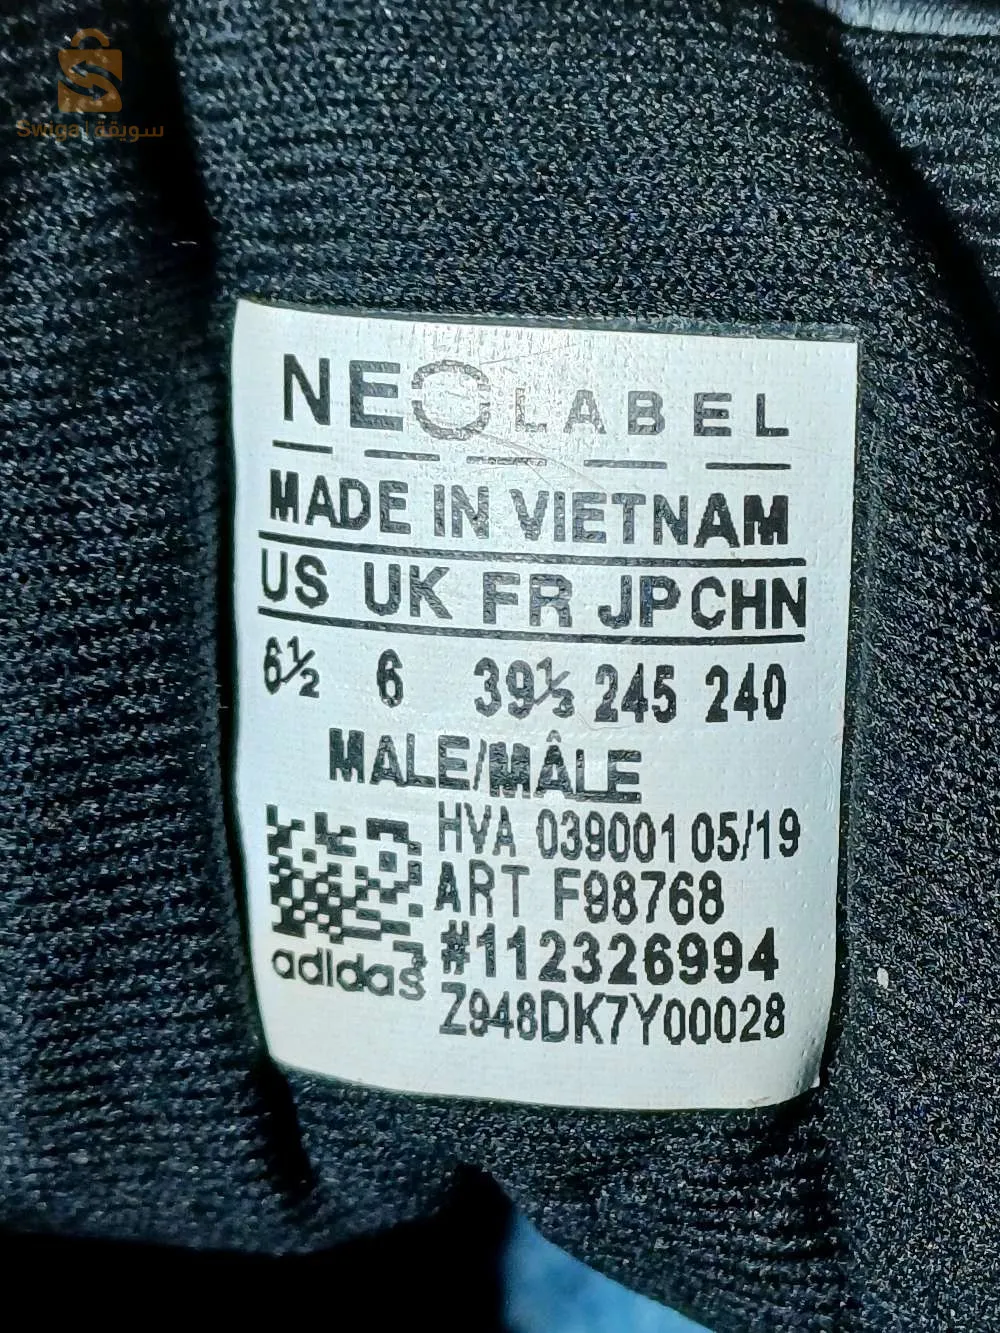 Swiga | سويقة
NEO LABEL
MADE IN VIETNAM
US UK FR JP CHN
6½ 6 39⅓ 245 240
MALE/MÂLE
HVA 039001 05/19
ART F98768
#112326994
adidas
Z948DK7Y00028